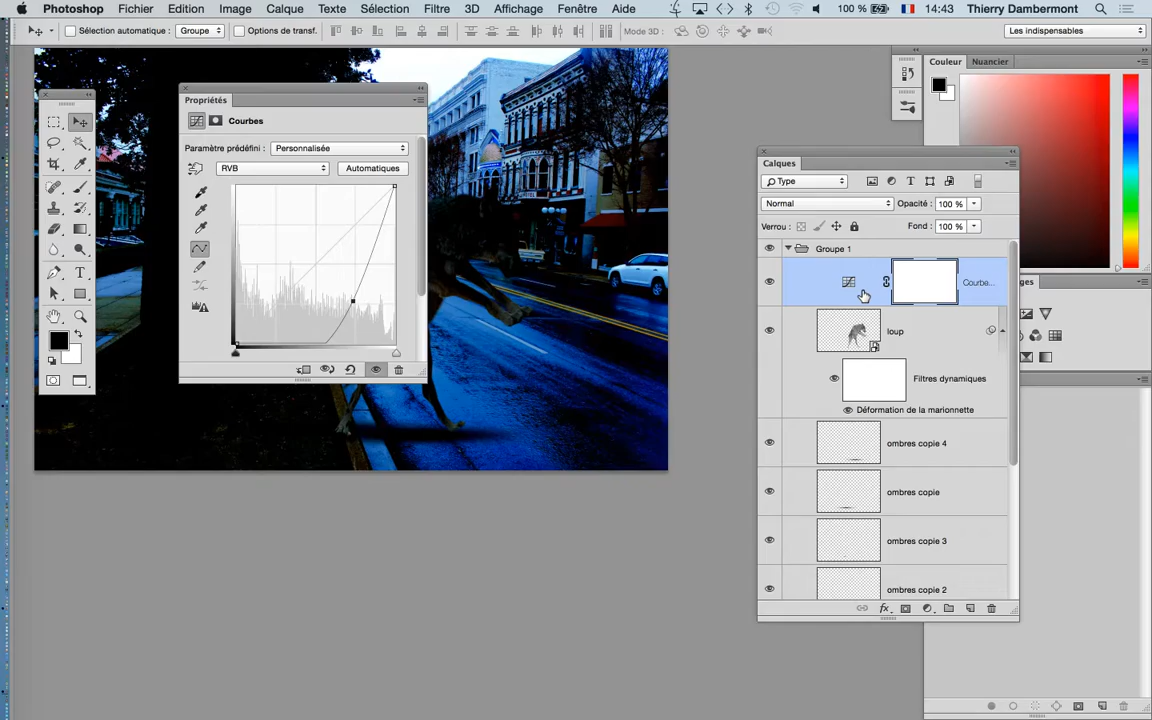 Photoshop Fichier Edition Image Calque Texte Sélection Filtre 3D Affichage Fenêtre Aide 100 % 14:43 Thierry Dambermont
Sélection automatique : Groupe Options de transf. Mode 3D : Les indispensables
Couleur Nuancier
Propriétés
Courbes
Paramètre prédéfini : Personnalisée
RVB Automatiques
Calques
Type
Normal Opacité : 100 %
Verrou : Fond : 100 %
Groupe 1
Courbe...
loup
Filtres dynamiques
Déformation de la marionnette
ombres copie 4
ombres copie
ombres copie 3
ombres copie 2
fx
ges